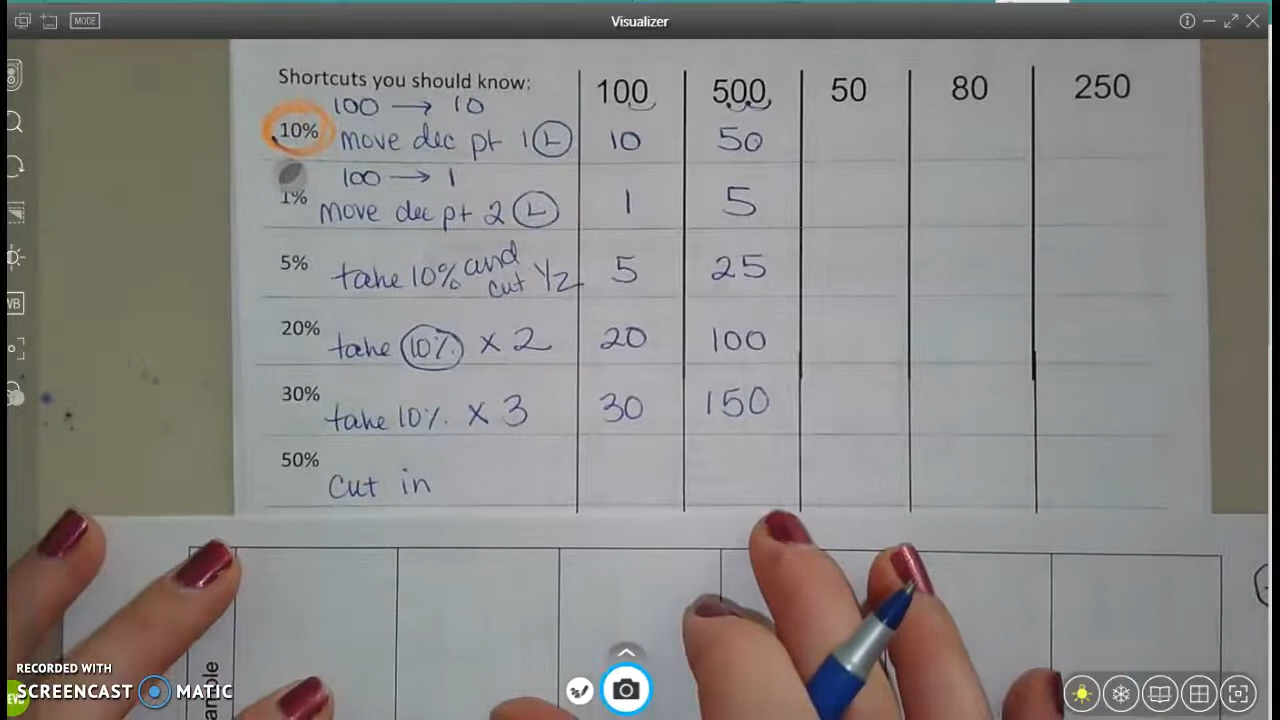 Visualizer
MODE
Shortcuts you should know: 100 500 50 80 250
100 → 10
10% move dec pt 1 L 10 50
100 → 1
1% move dec pt 2 L 1 5
5% take 10% and cut 1/2 5 25
20% take 10% x 2 20 100
30% take 10% x 3 30 150
50% cut in
WB
RECORDED WITH
SCREENCAST MATIC